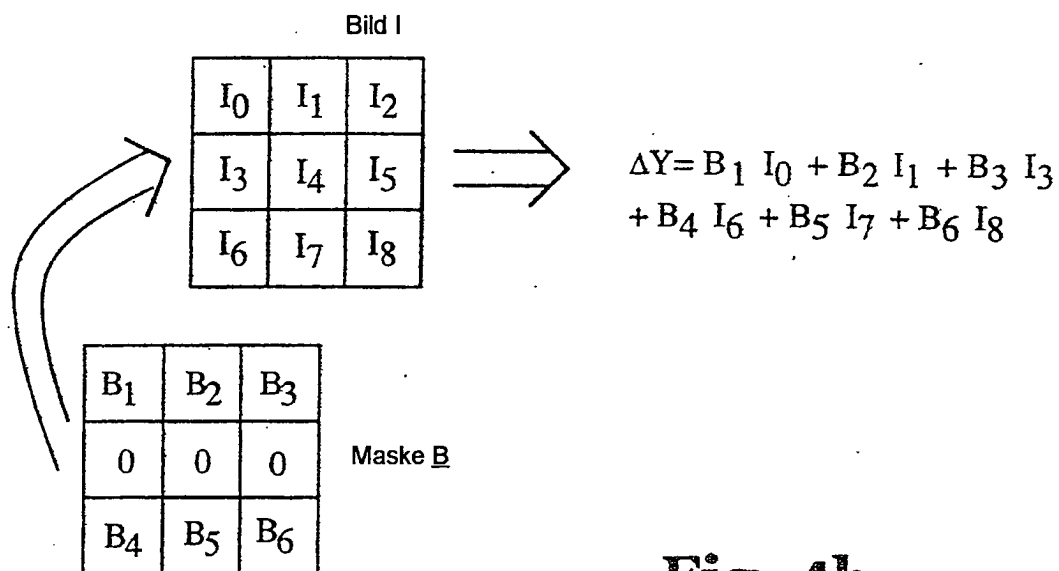 Bild I
I0 I1 I2
I3 I4 I5
I6 I7 I8
ΔY= B1 I0 + B2 I1 + B3 I3
+ B4 I6 + B5 I7 + B6 I8
B1 B2 B3
0 0 0
Maske B
B4 B5 B6